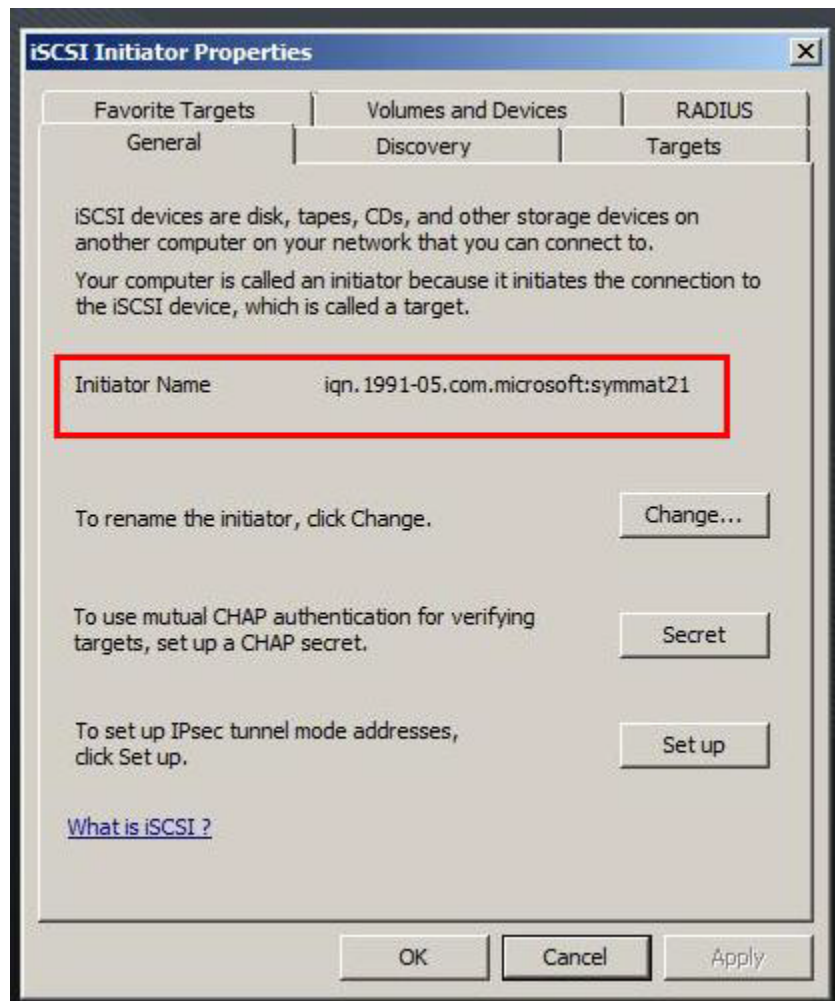 iSCSI Initiator Properties
Favorite Targets
Volumes and Devices
RADIUS
General
Discovery
Targets
iSCSI devices are disk, tapes, CDs, and other storage devices on
another computer on your network that you can connect to.
Your computer is called an initiator because it initiates the connection to
the iSCSI device, which is called a target.
Initiator Name iqn.1991-05.com.microsoft:symmat21
To rename the initiator, click Change.
Change...
To use mutual CHAP authentication for verifying
targets, set up a CHAP secret.
Secret
To set up IPsec tunnel mode addresses,
click Set up.
Set up
What is iSCSI ?
OK
Cancel
Apply